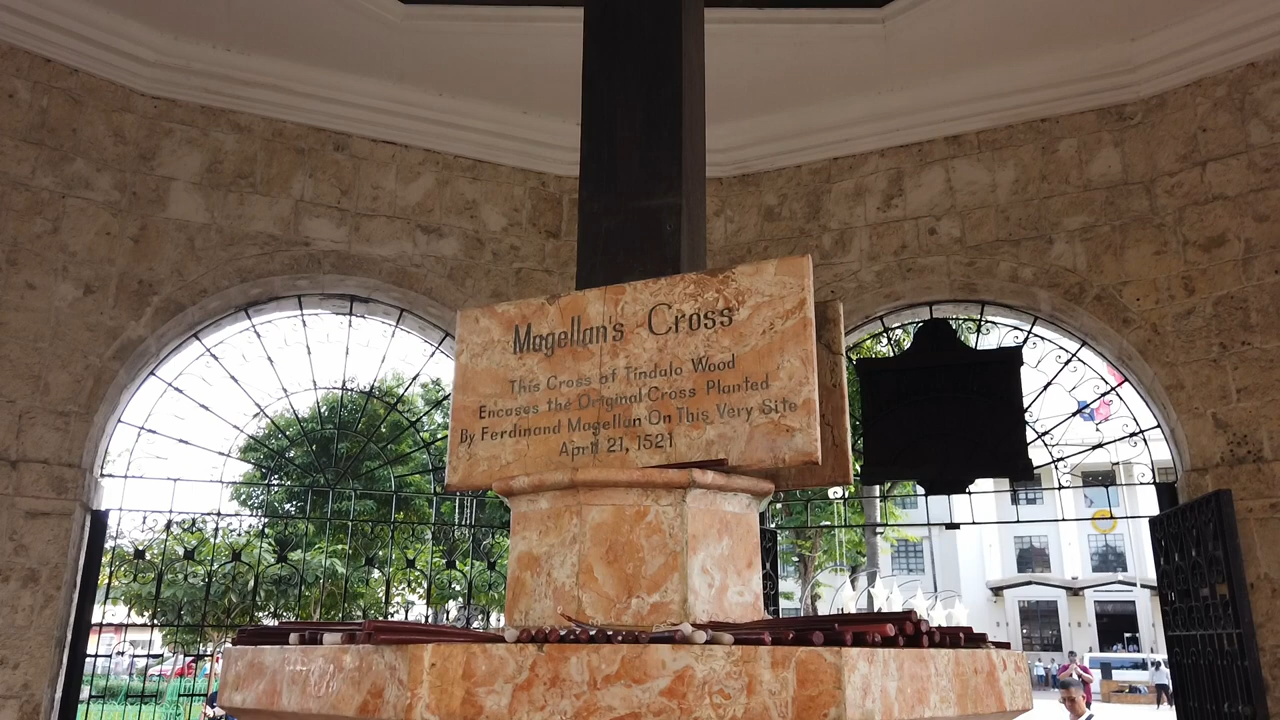 Magellan's Cross
This Cross of Tindalo Wood
Encases the Original Cross Planted
By Ferdinand Magellan On This Very Site
April 21, 1521